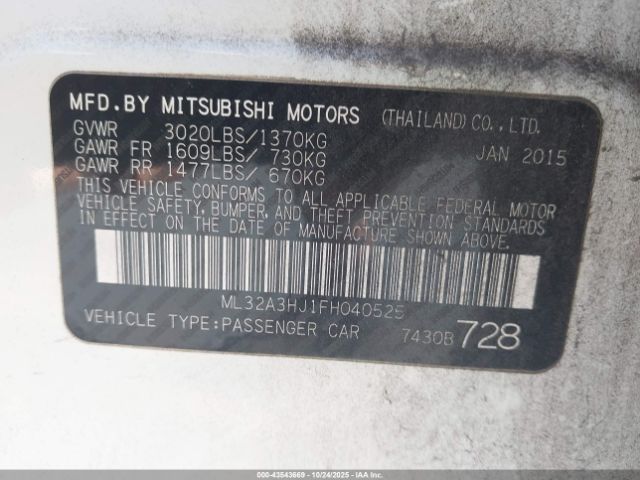 MFD.BY MITSUBISHI MOTORS (THAILAND) CO., LTD.
GVWR 3020LBS/1370KG JAN 2015
GAWR FR 1609LBS/ 730KG
GAWR RR 1477LBS/ 670KG
THIS VEHICLE CONFORMS TO ALL APPLICABLE FEDERAL MOTOR
VEHICLE SAFETY, BUMPER, AND THEFT PREVENTION STANDARDS
IN EFFECT ON THE DATE OF MANUFACTURE SHOWN ABOVE.
ML32A3HJ1FH040525
VEHICLE TYPE:PASSENGER CAR 7430B 728
000-43543669 - 10/24/2025 - IAAI.COM